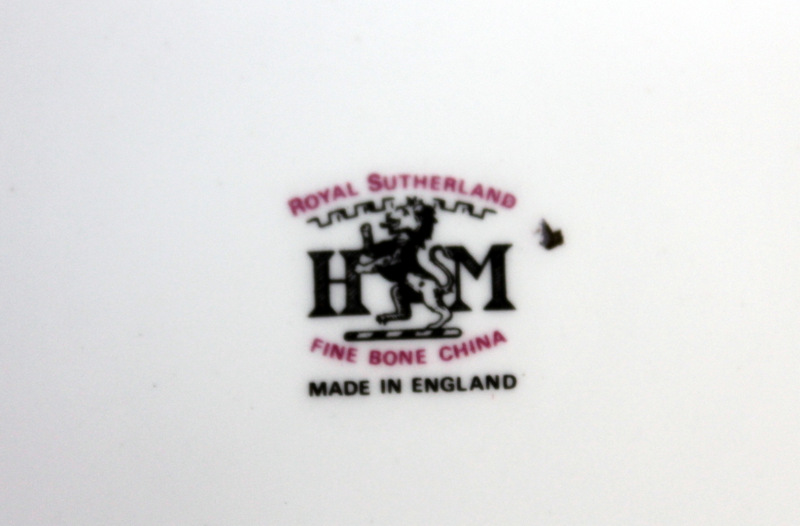 ROYAL SUTHERLAND
H M
FINE BONE CHINA
MADE IN ENGLAND